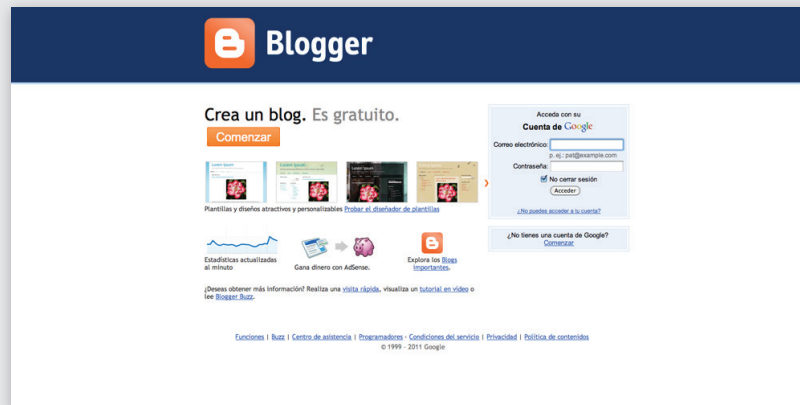 Blogger
Crea un blog. Es gratuito.
Comenzar
Plantillas y diseños atractivos y personalizables Probar el diseñador de plantillas
Estadísticas actualizadas
al minuto
Gana dinero con AdSense.
Explora los Blogs
importantes.
¿Deseas obtener más información? Realiza una visita rápida, visualiza un tutorial en vídeo o
lee Blogger Buzz.
Acceda con su
Cuenta de Google
Correo electrónico:
p. ej.: pat@example.com
Contraseña:
No cerrar sesión
Acceder
¿No puedes acceder a tu cuenta?
¿No tienes una cuenta de Google?
Comenzar
Funciones | Buzz | Centro de asistencia | Programadores - Condiciones del servicio | Privacidad | Política de contenidos
© 1999 - 2011 Google